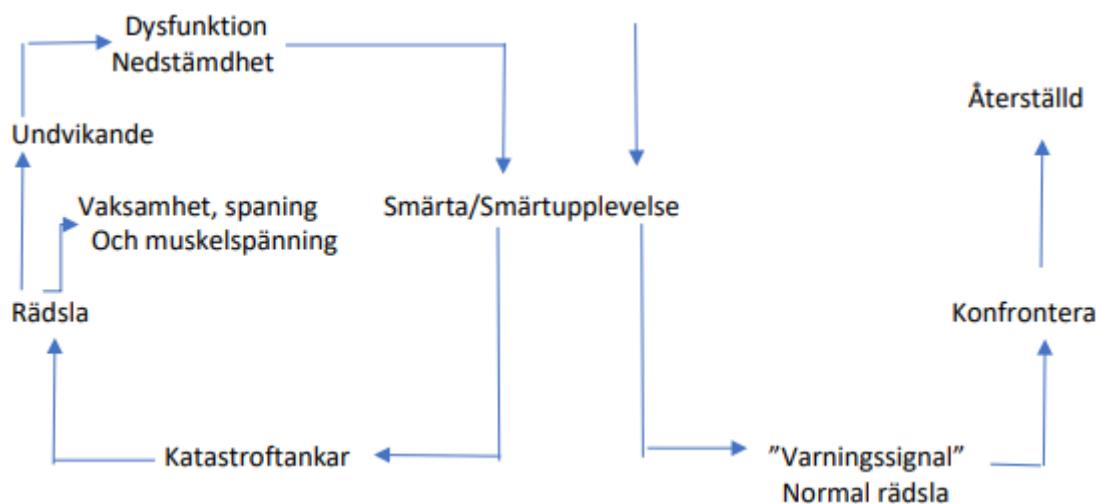 Dysfunktion
Nedstämdhet
Återställd
Undvikande
Vaksamhet, spaning
Och muskelspänning
Smärta/Smärtupplevelse
Rädsla
Konfrontera
Katastroftankar
”Varningssignal”
Normal rädsla